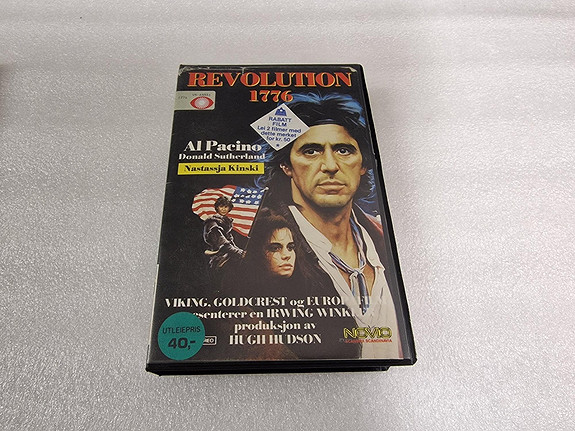 REVOLUTION
1776
RABATT
FILM
Lei 2 filmer med
dette merket
for kr. 50
Al Pacino
Donald Sutherland
Nastassja Kinski
VIKING, GOLDCREST og
en IRWING
produksjon av
HUGH HUDSON
UTLEIEPRIS
40,-